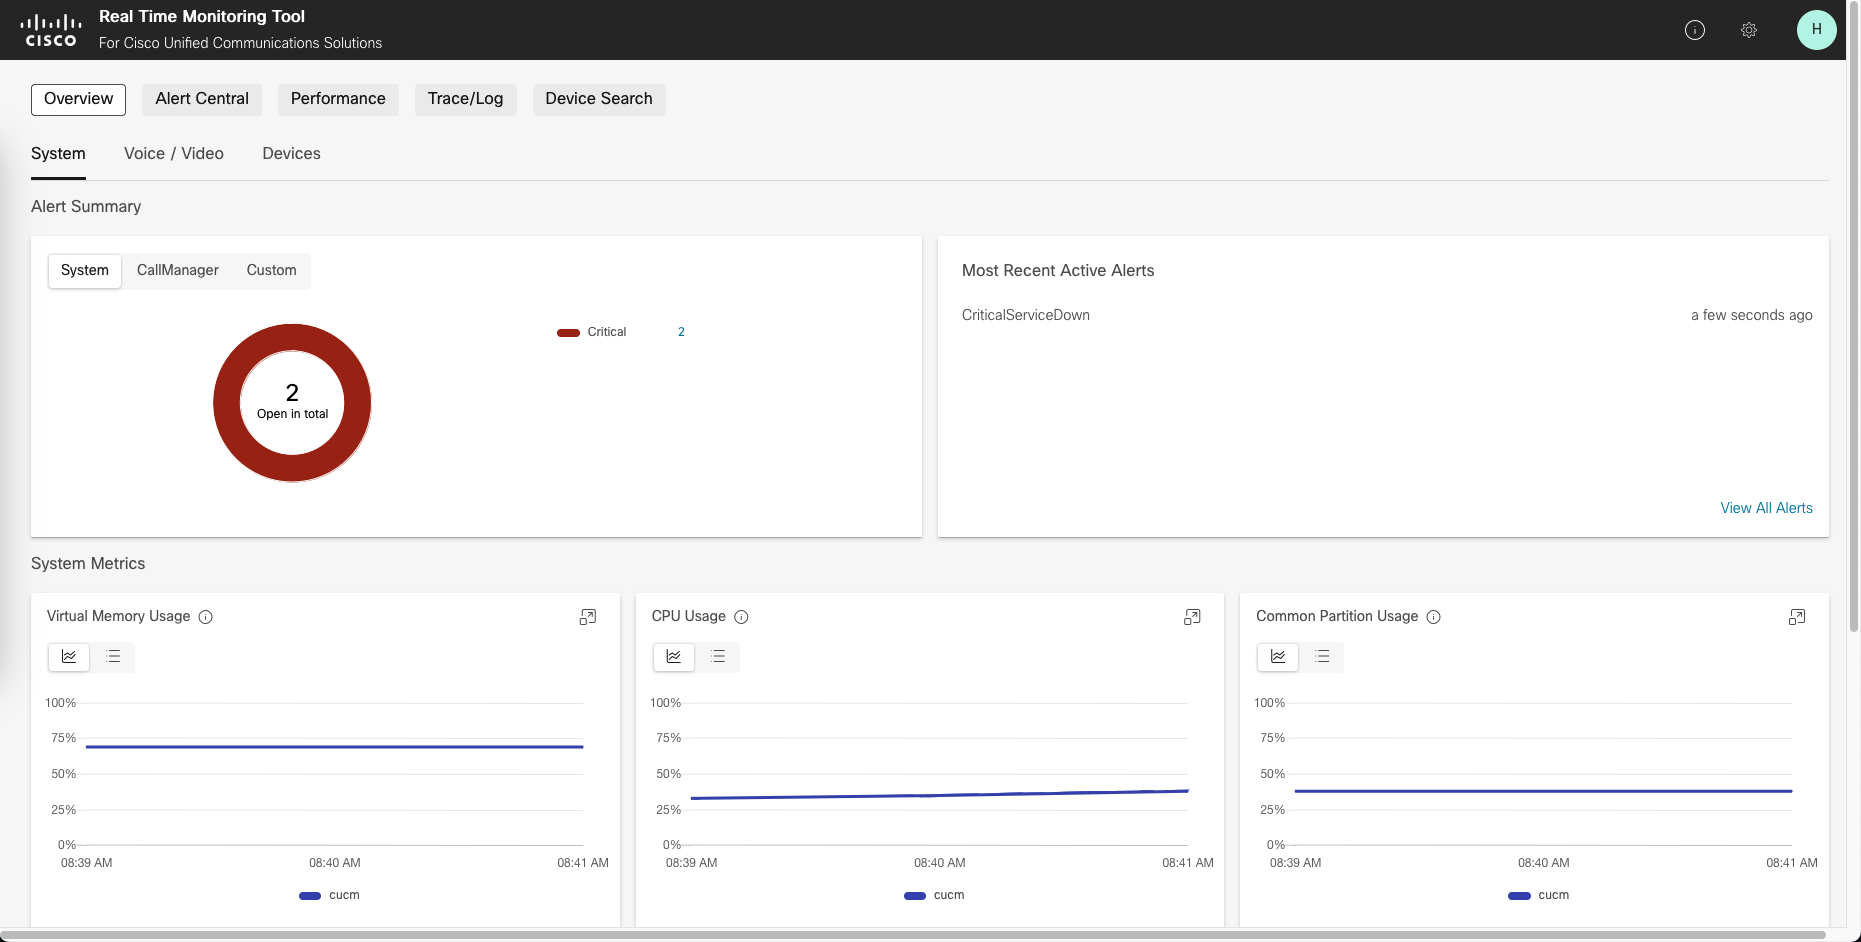 Real Time Monitoring Tool
CISCO
For Cisco Unified Communications Solutions
H
Overview
Alert Central
Performance
Trace/Log
Device Search
System
Voice / Video
Devices
Alert Summary
System
CallManager
Custom
Critical
2
2
Open in total
Most Recent Active Alerts
CriticalServiceDown
a few seconds ago
View All Alerts
System Metrics
Virtual Memory Usage
100%
75%
50%
25%
0%
08:39 AM
08:40 AM
08:41 AM
cucm
CPU Usage
100%
75%
50%
25%
0%
08:39 AM
08:40 AM
08:41 AM
cucm
Common Partition Usage
100%
75%
50%
25%
0%
08:39 AM
08:40 AM
08:41 AM
cucm